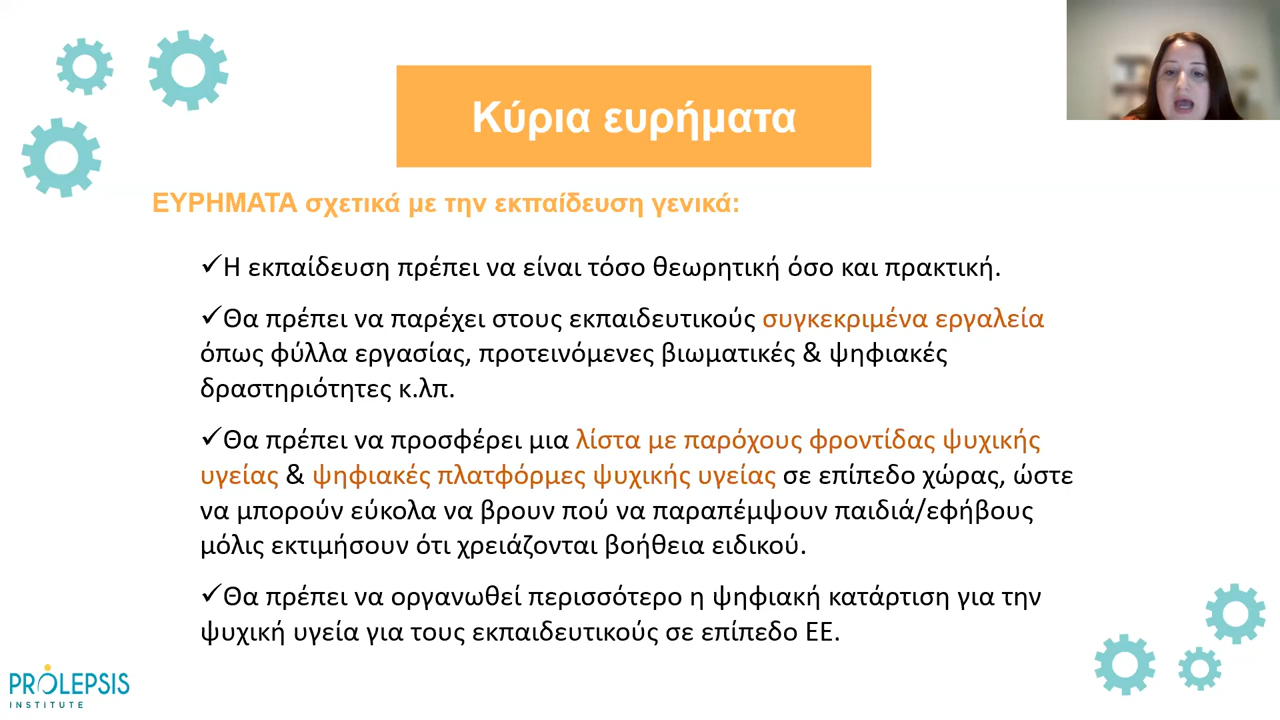 Κύρια ευρήματα
ΕΥΡΗΜΑΤΑ σχετικά με την εκπαίδευση γενικά:
✓Η εκπαίδευση πρέπει να είναι τόσο θεωρητική όσο και πρακτική.
✓Θα πρέπει να παρέχει στους εκπαιδευτικούς συγκεκριμένα εργαλεία
όπως φύλλα εργασίας, προτεινόμενες βιωματικές & ψηφιακές
δραστηριότητες κ.λπ.
✓Θα πρέπει να προσφέρει μια λίστα με παρόχους φροντίδας ψυχικής
υγείας & ψηφιακές πλατφόρμες ψυχικής υγείας σε επίπεδο χώρας, ώστε
να μπορούν εύκολα να βρουν πού να παραπέμψουν παιδιά/εφήβους
μόλις εκτιμήσουν ότι χρειάζονται βοήθεια ειδικού.
✓Θα πρέπει να οργανωθεί περισσότερο η ψηφιακή κατάρτιση για την
ψυχική υγεία για τους εκπαιδευτικούς σε επίπεδο ΕΕ.
PROLEPSIS
INSTITUTE